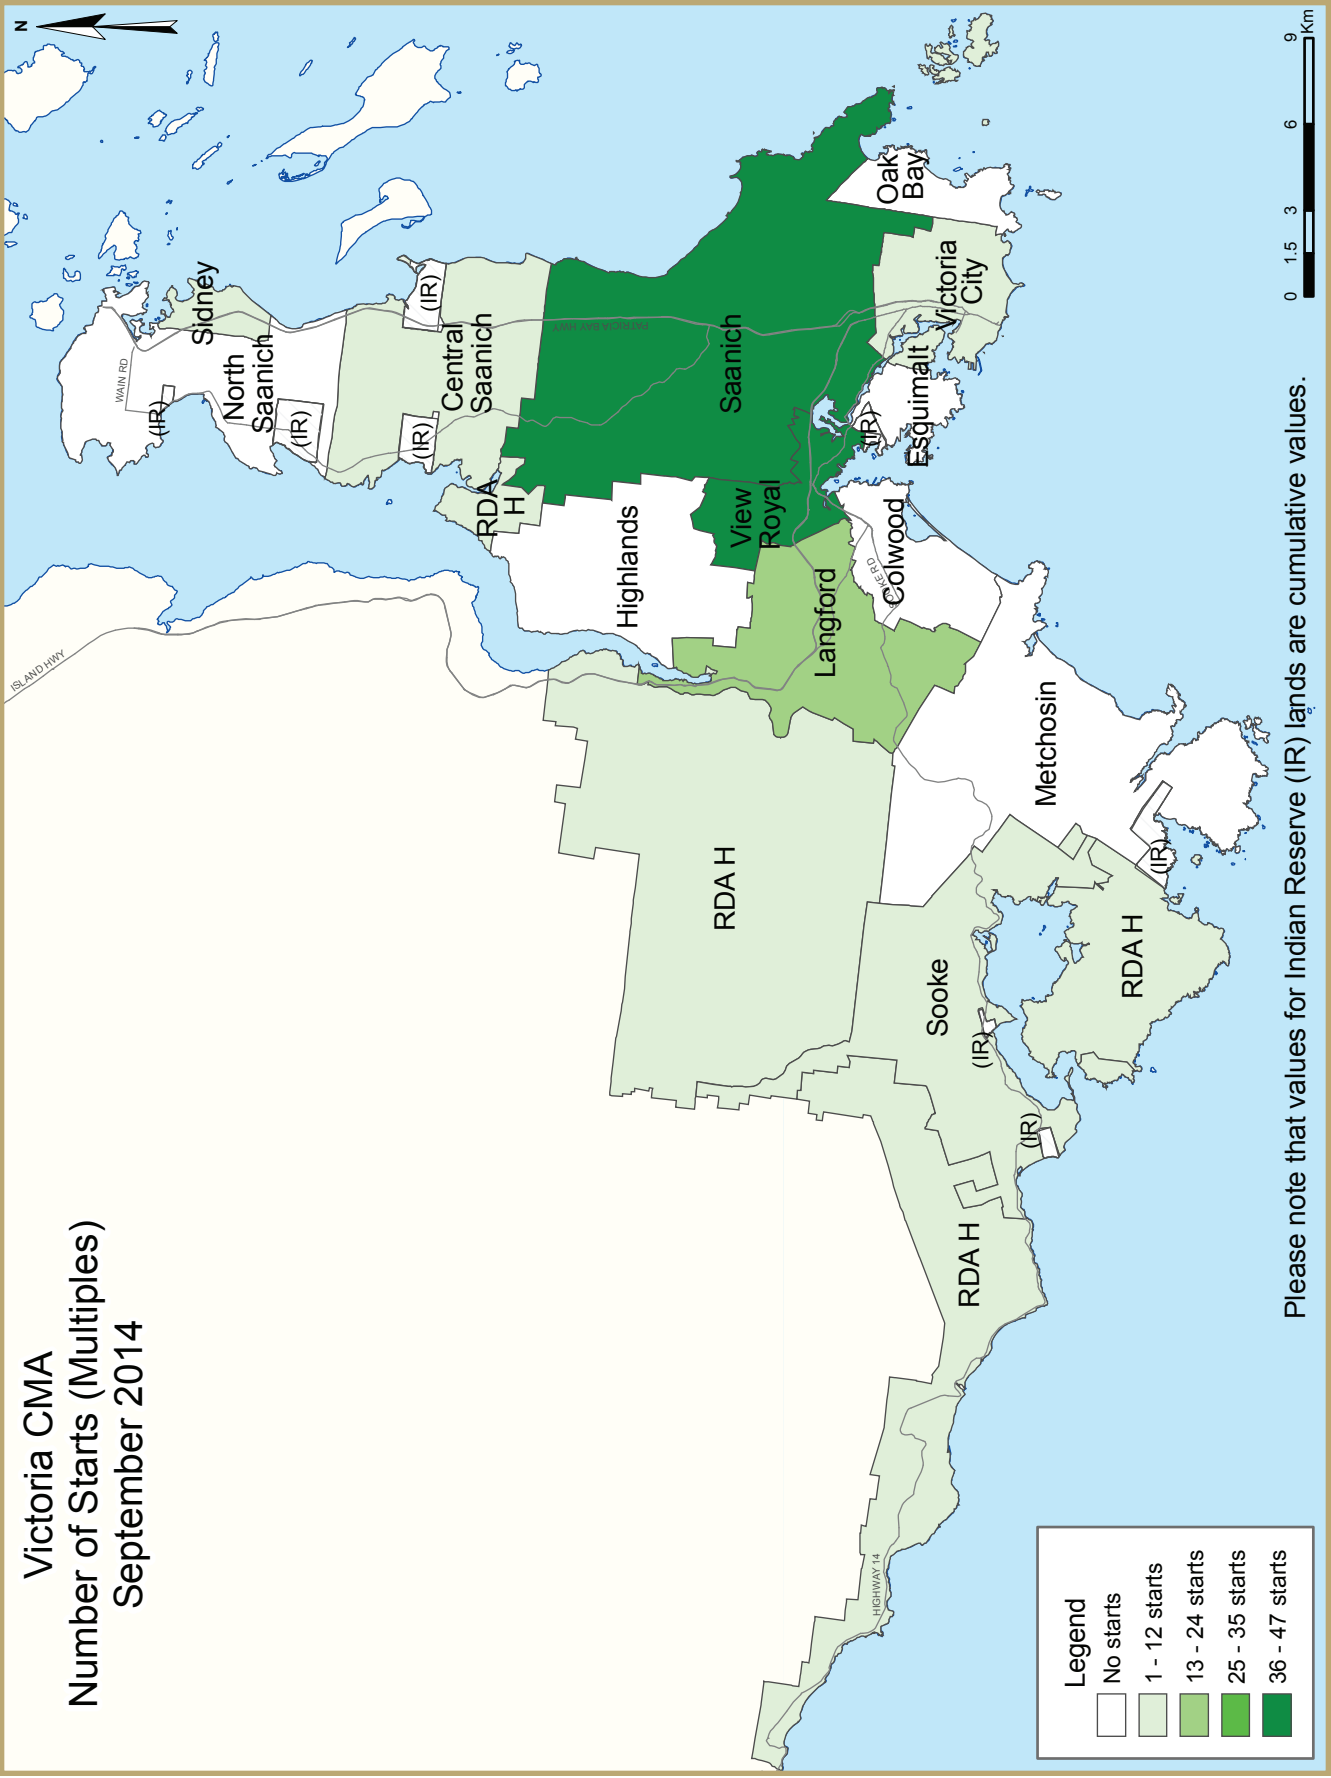 Victoria CMA
Number of Starts (Multiples)
September 2014
N
ISLAND HWY
WAIN RD
(IR)
Sidney
North
Saanich
(IR)
(IR)
(IR)
Central
Saanich
RDA
H
PATRICIA BAY HWY
Highlands
Saanich
View
Royal
Langford
(IR)
Oak
Bay
Victoria
City
Esquimalt
SOOKE RD
Colwood
RDA H
Metchosin
Sooke
(IR)
(IR)
(IR)
RDA H
RDA H
HIGHWAY 14
Legend
No starts
1 - 12 starts
13 - 24 starts
25 - 35 starts
36 - 47 starts
Please note that values for Indian Reserve (IR) lands are cumulative values.
0 1.5 3 6 9
Km